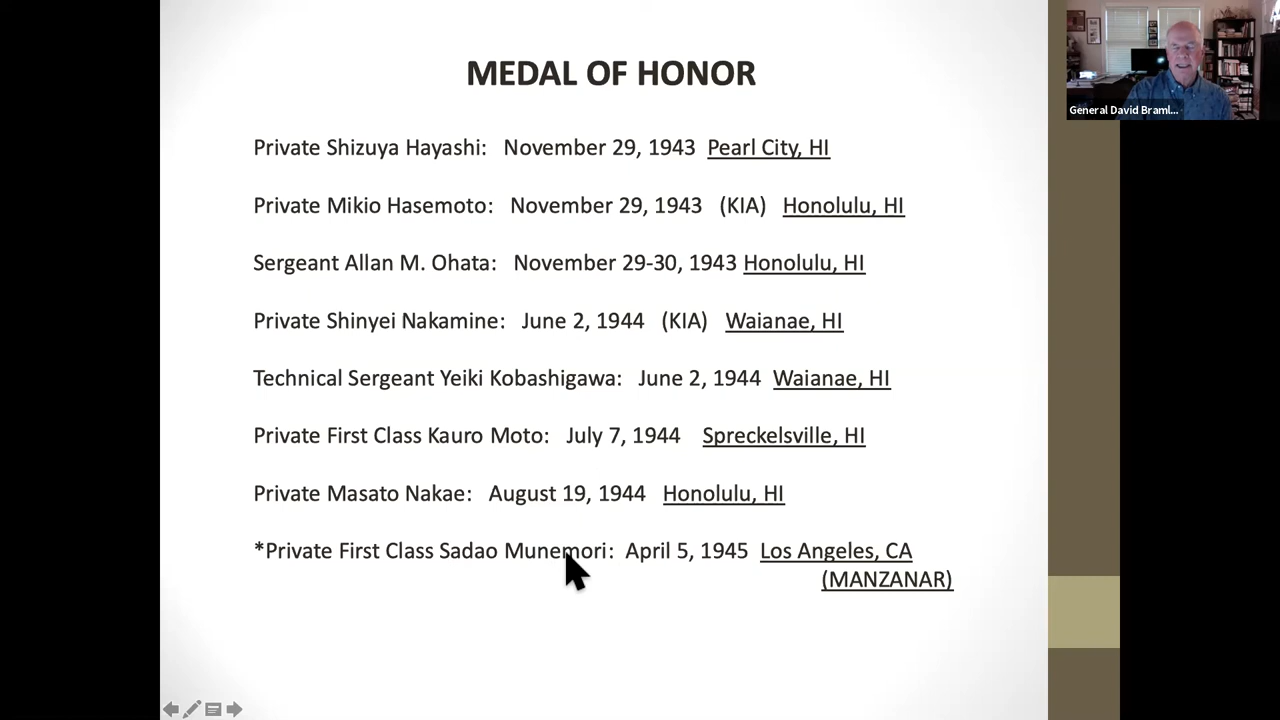 MEDAL OF HONOR
General David Braml...
Private Shizuya Hayashi: November 29, 1943 Pearl City, HI
Private Mikio Hasemoto: November 29, 1943 (KIA) Honolulu, HI
Sergeant Allan M. Ohata: November 29-30, 1943 Honolulu, HI
Private Shinyei Nakamine: June 2, 1944 (KIA) Waianae, HI
Technical Sergeant Yeiki Kobashigawa: June 2, 1944 Waianae, HI
Private First Class Kauro Moto: July 7, 1944 Spreckelsville, HI
Private Masato Nakae: August 19, 1944 Honolulu, HI
*Private First Class Sadao Munemori: April 5, 1945 Los Angeles, CA
(MANZANAR)